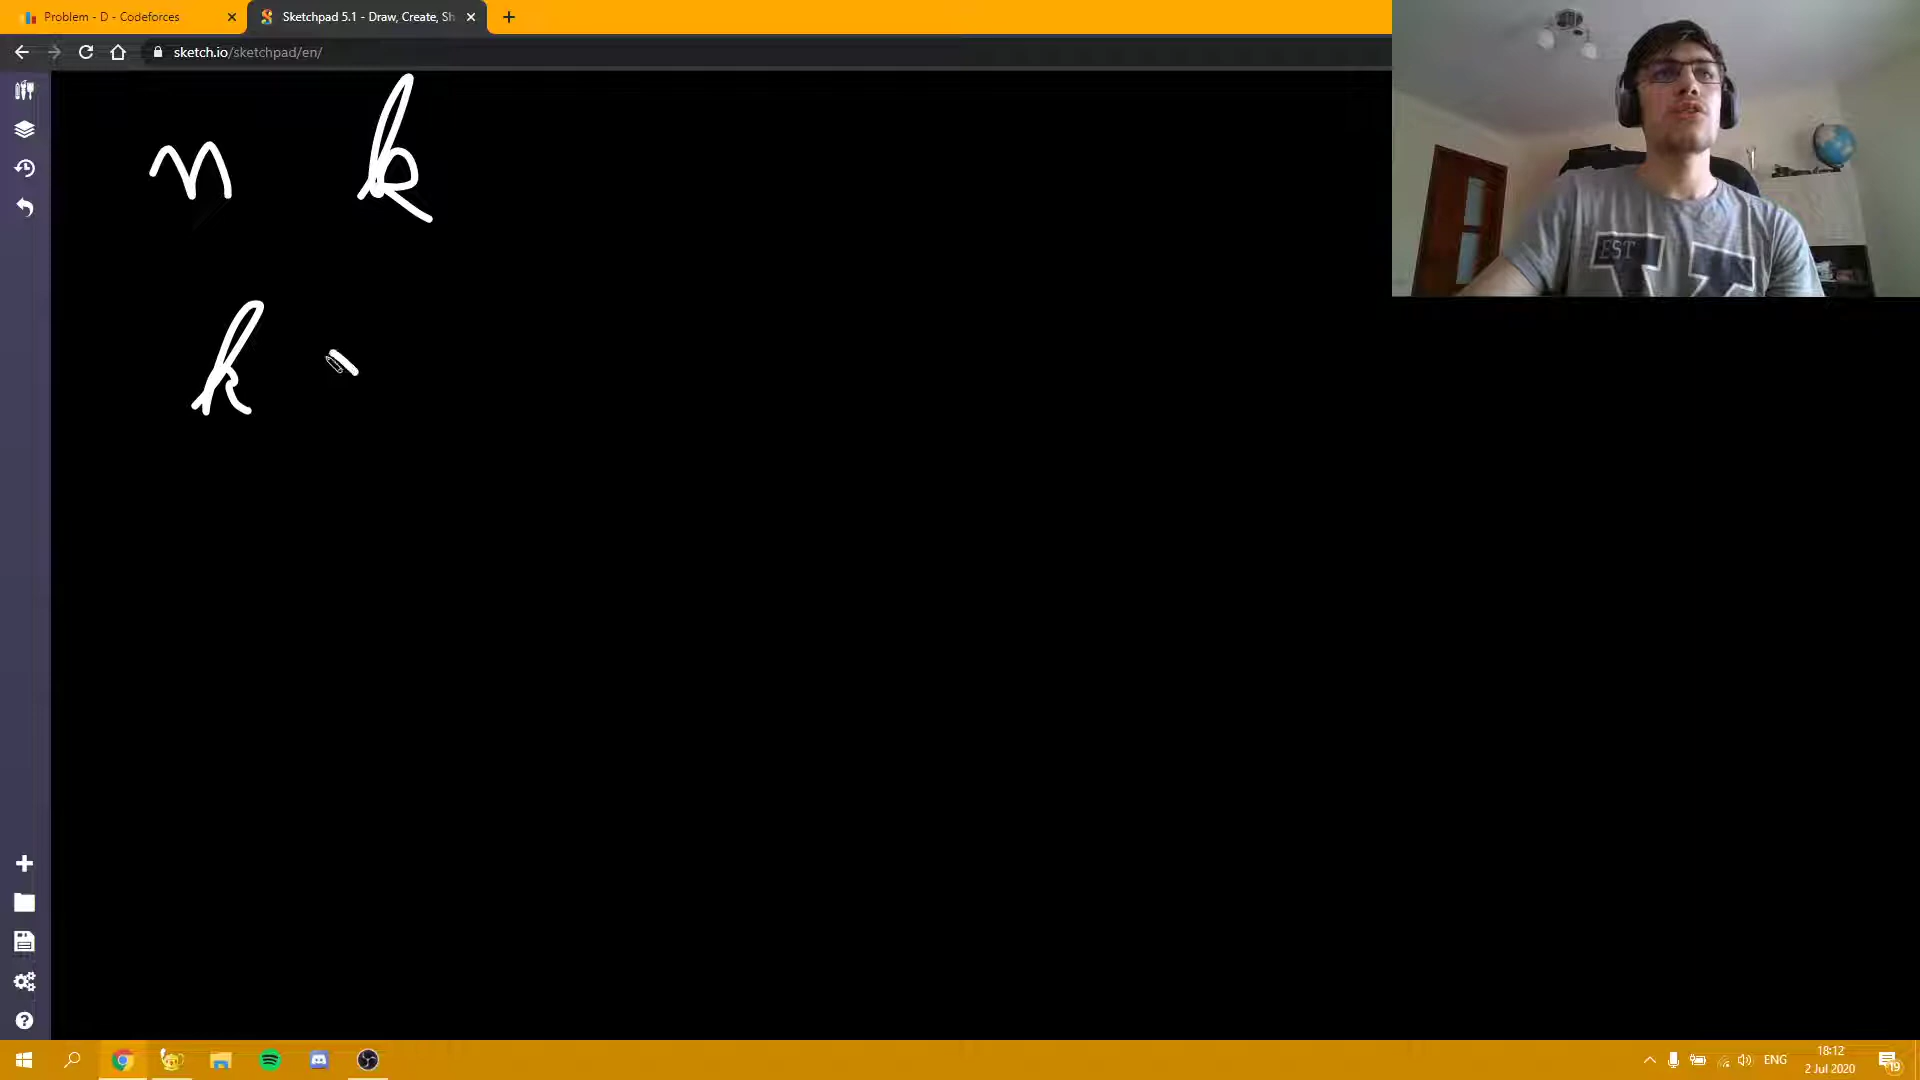 Problem - D - Codeforces
Sketchpad 5.1 - Draw, Create, Sh
sketch.io/sketchpad/en/
n k
k
EST
ENG
18:12
2 Jul 2020
19